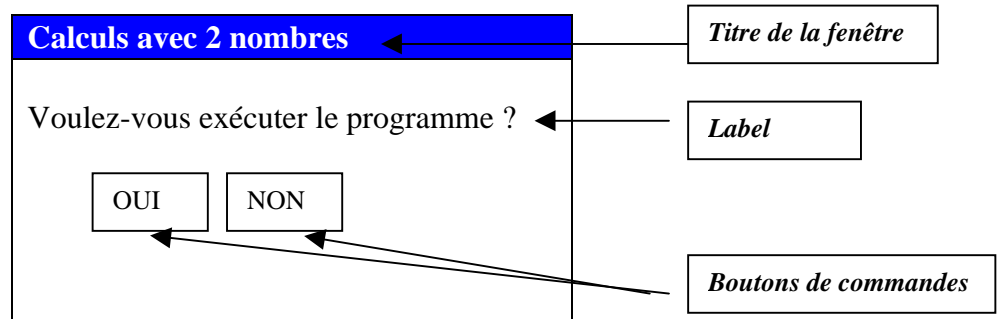 Calculs avec 2 nombres
Titre de la fenêtre
Voulez-vous exécuter le programme ?
Label
OUI
NON
Boutons de commandes